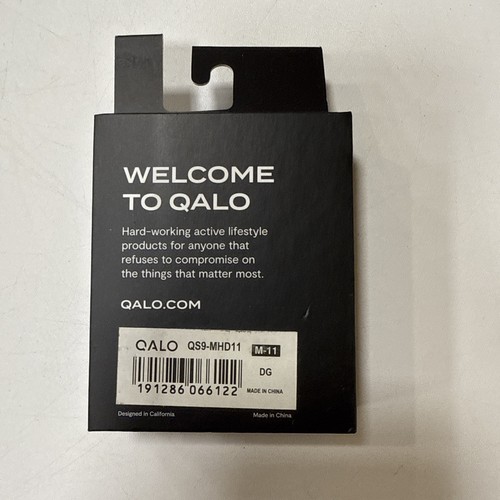 WELCOME
TO QALO
Hard-working active lifestyle
products for anyone that
refuses to compromise on
the things that matter most.
QALO.COM
QALO QS9-MHD11 M-11
DG
191286 066122 MADE IN CHINA
Designed in California Made in China